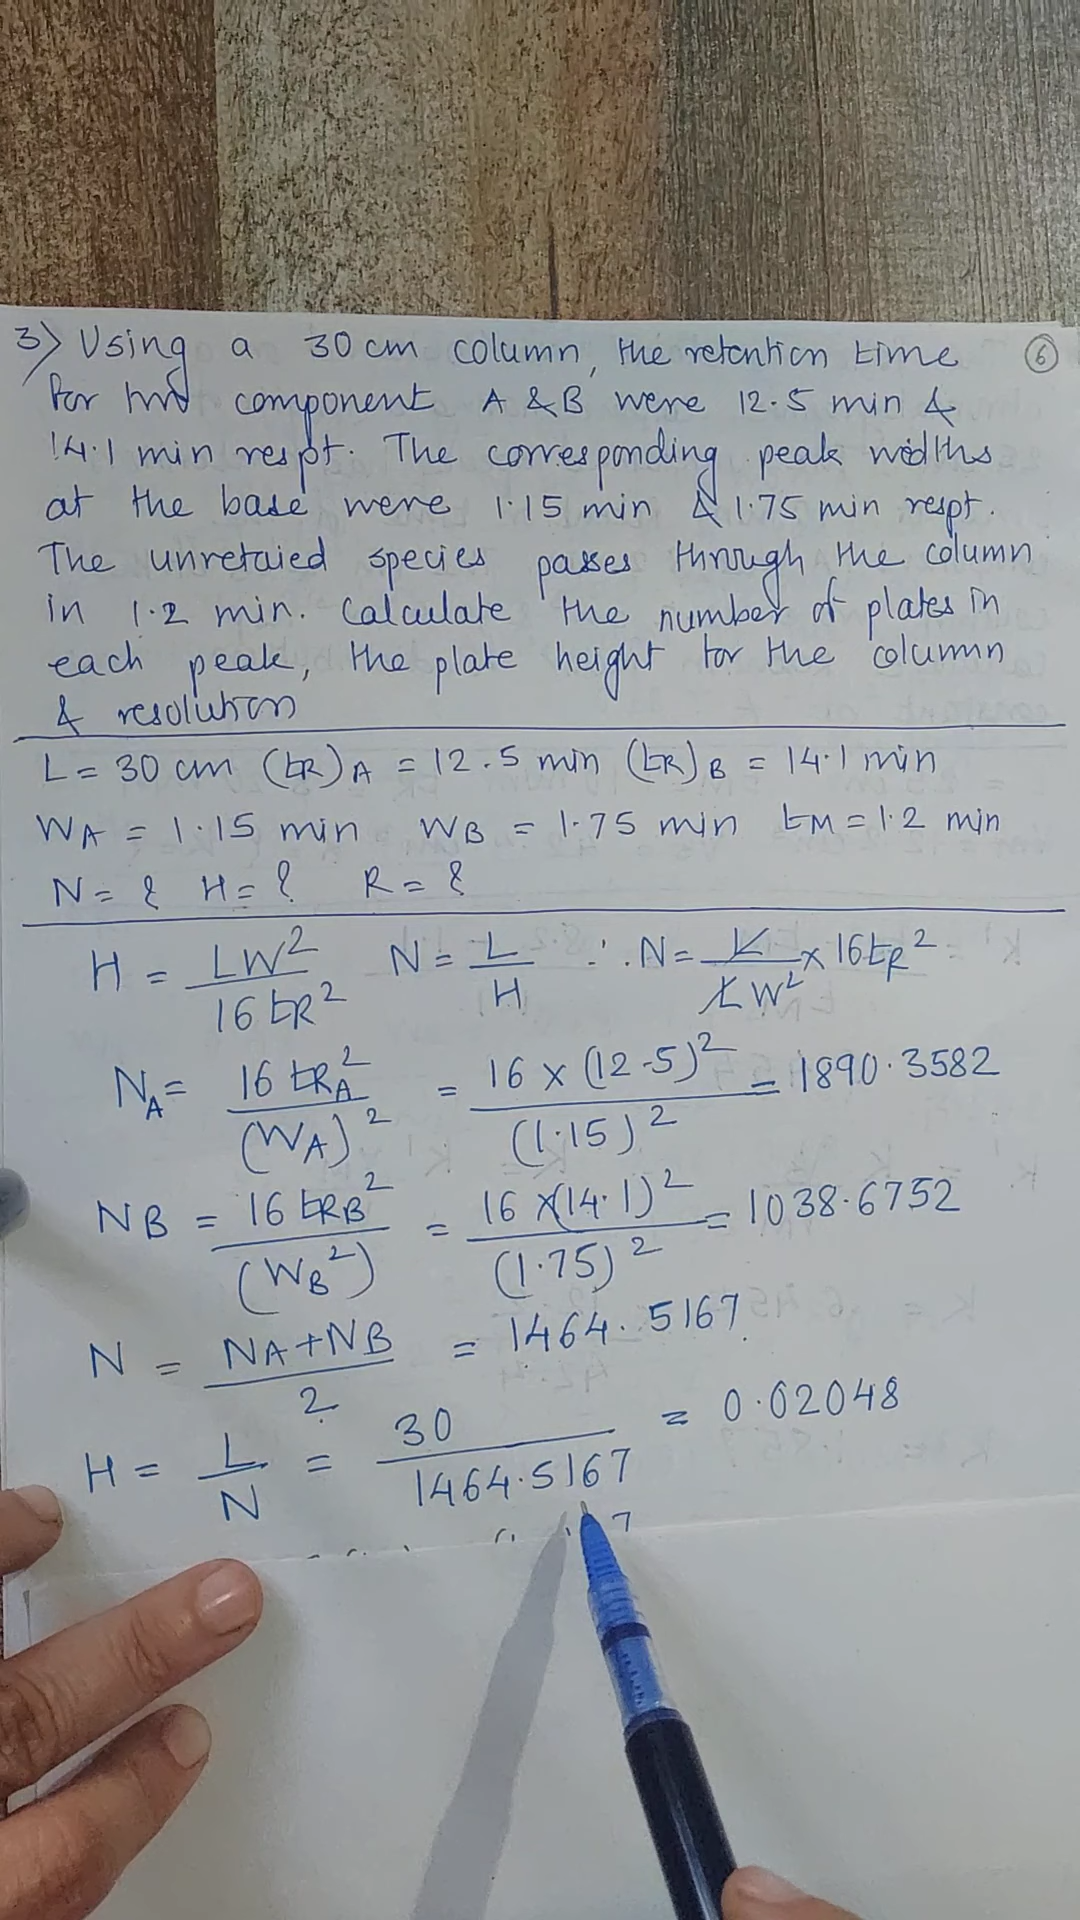 3) Using a 30 cm column, the retention time ⑥
for two component A & B were 12.5 min &
14.1 min respt. The corresponding peak widths
at the base were 1.15 min & 1.75 min respt.
The unretaied species passes through the column
in 1.2 min. Calculate the number of plates in
each peak, the plate height for the column
& resolution
L = 30 cm (tR)A = 12.5 min (tR)B = 14.1 min
WA = 1.15 min WB = 1.75 min tM = 1.2 min
N = ? H = ? R = ?
H = LW²/16tR² N = L/H ∴ N = L/LW² × 16tR²
NA = 16tRA²/(WA)² = 16 × (12.5)²/(1.15)² = 1890.3582
NB = 16tRB²/(WB²) = 16 × (14.1)²/(1.75)² = 1038.6752
N = NA+NB/2 = 1464.5167
H = L/N = 30/1464.5167 = 0.02048